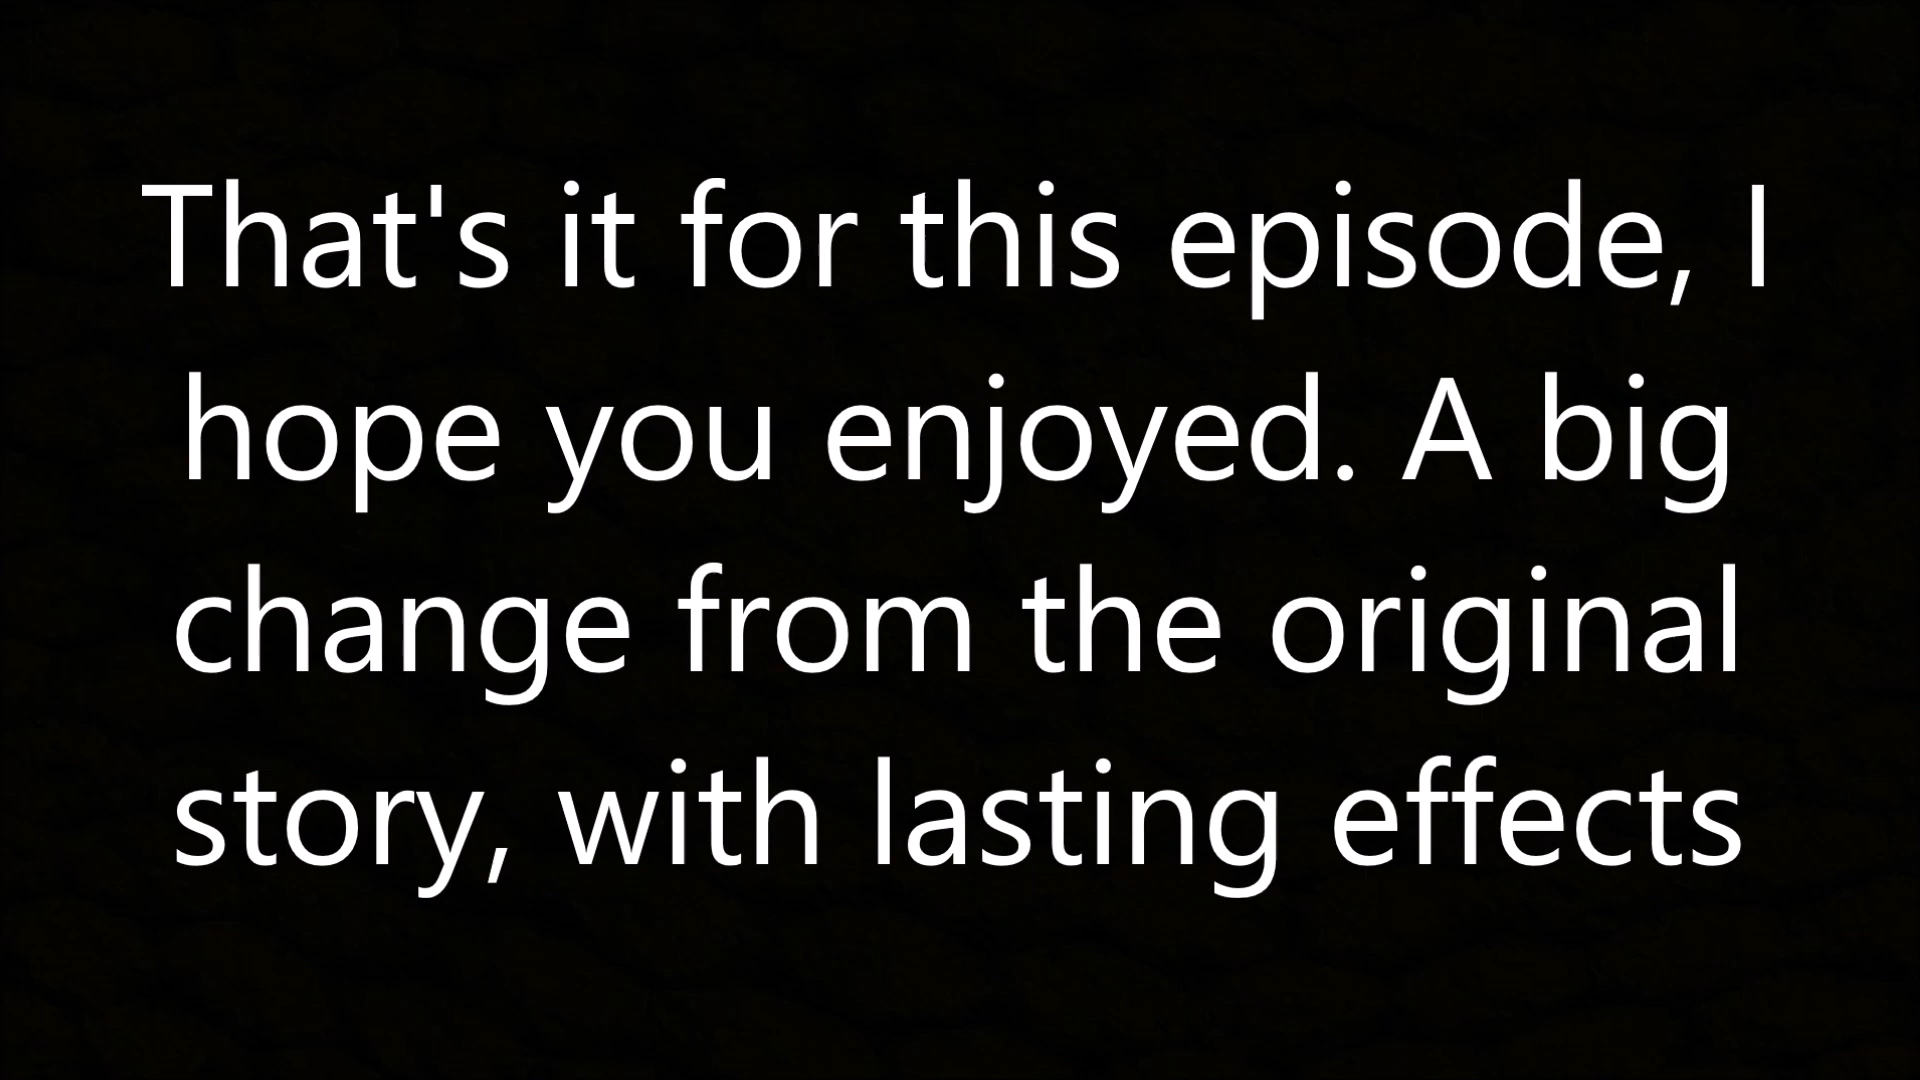 That's it for this episode, I
hope you enjoyed. A big
change from the original
story, with lasting effects